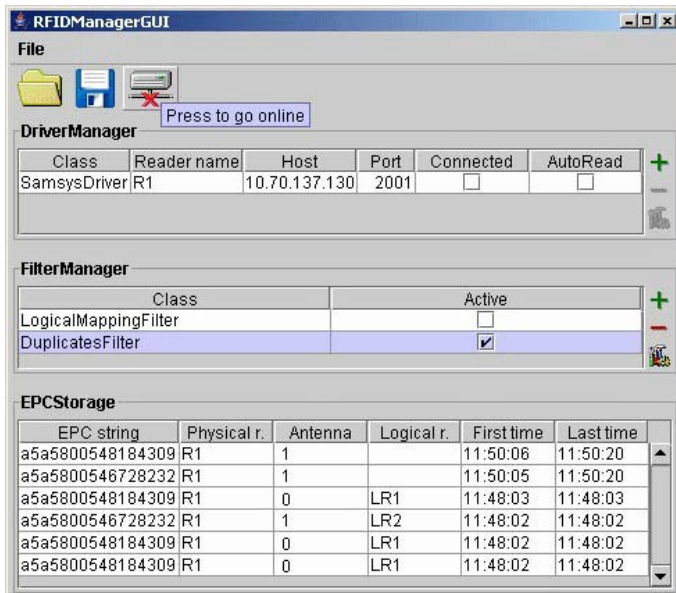 RFIDManagerGUI
File
Press to go online
DriverManager
Class Reader name Host Port Connected AutoRead
SamsysDriver R1 10.70.137.130 2001
FilterManager
Class Active
LogicalMappingFilter
DuplicatesFilter
EPCStorage
EPC string Physical r. Antenna Logical r. First time Last time
a5a5800548184309 R1 1 11:50:06 11:50:20
a5a5800546728232 R1 1 11:50:05 11:50:20
a5a5800548184309 R1 0 LR1 11:48:03 11:48:03
a5a5800546728232 R1 1 LR2 11:48:02 11:48:02
a5a5800548184309 R1 0 LR1 11:48:02 11:48:02
a5a5800548184309 R1 0 LR1 11:48:02 11:48:02